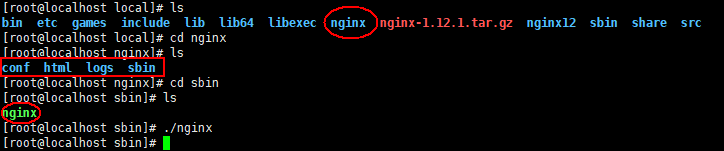 [root@localhost local]# ls
bin etc games include lib lib64 libexec nginx nginx-1.12.1.tar.gz nginx12 sbin share src
[root@localhost local]# cd nginx
[root@localhost nginx]# ls
conf html logs sbin
[root@localhost nginx]# cd sbin
[root@localhost sbin]# ls
nginx
[root@localhost sbin]# ./nginx
[root@localhost sbin]#